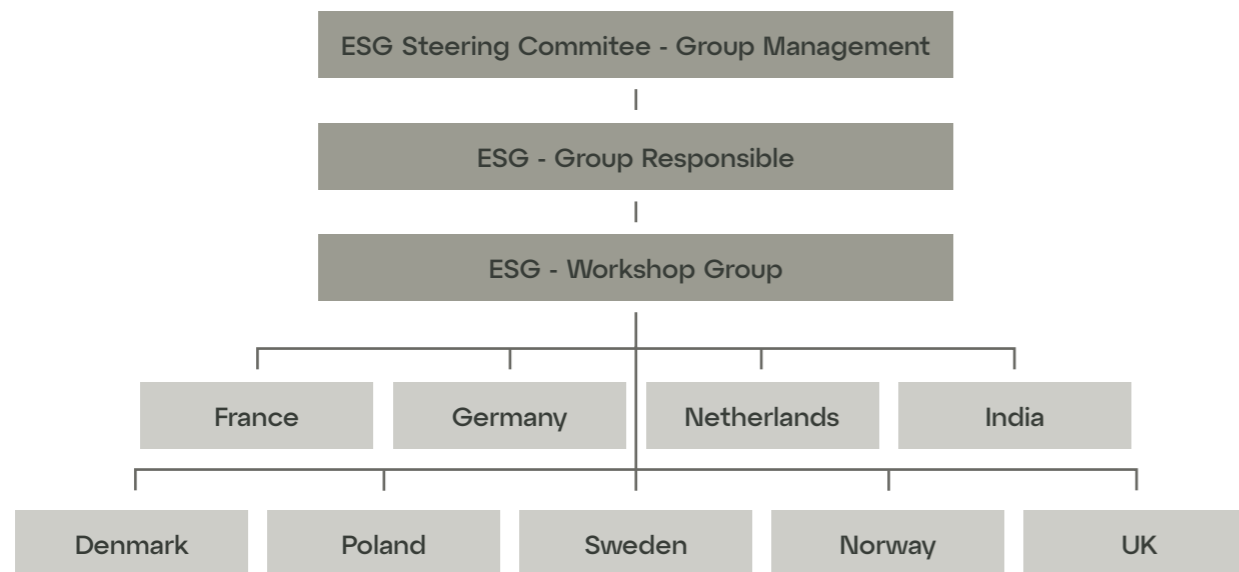 ESG Steering Commitee - Group Management
ESG - Group Responsible
ESG - Workshop Group
France
Germany
Netherlands
India
Denmark
Poland
Sweden
Norway
UK